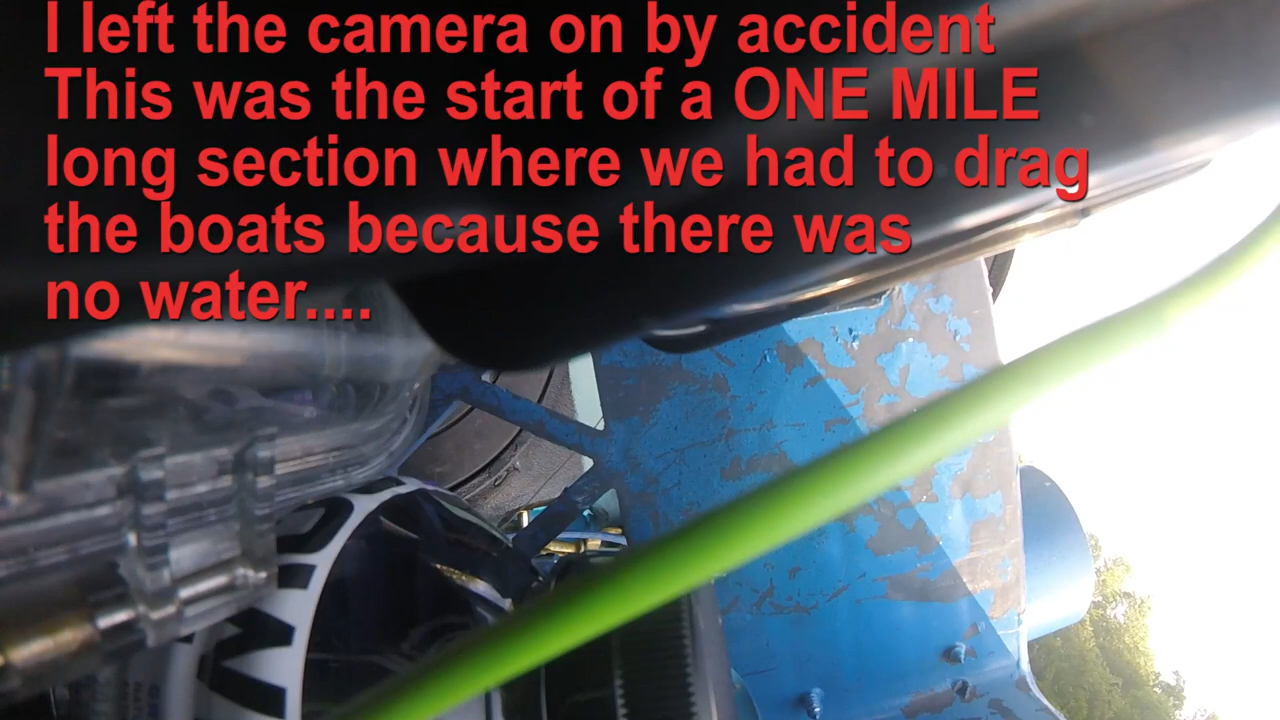 I left the camera on by accident
This was the start of a ONE MILE
long section where we had to drag
the boats because there was
no water....